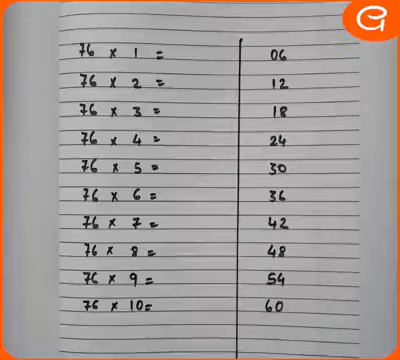 76 × 1 = 06
76 × 2 = 12
76 × 3 = 18
76 × 4 = 24
76 × 5 = 30
76 × 6 = 36
76 × 7 = 42
76 × 8 = 48
76 × 9 = 54
76 × 10 = 60